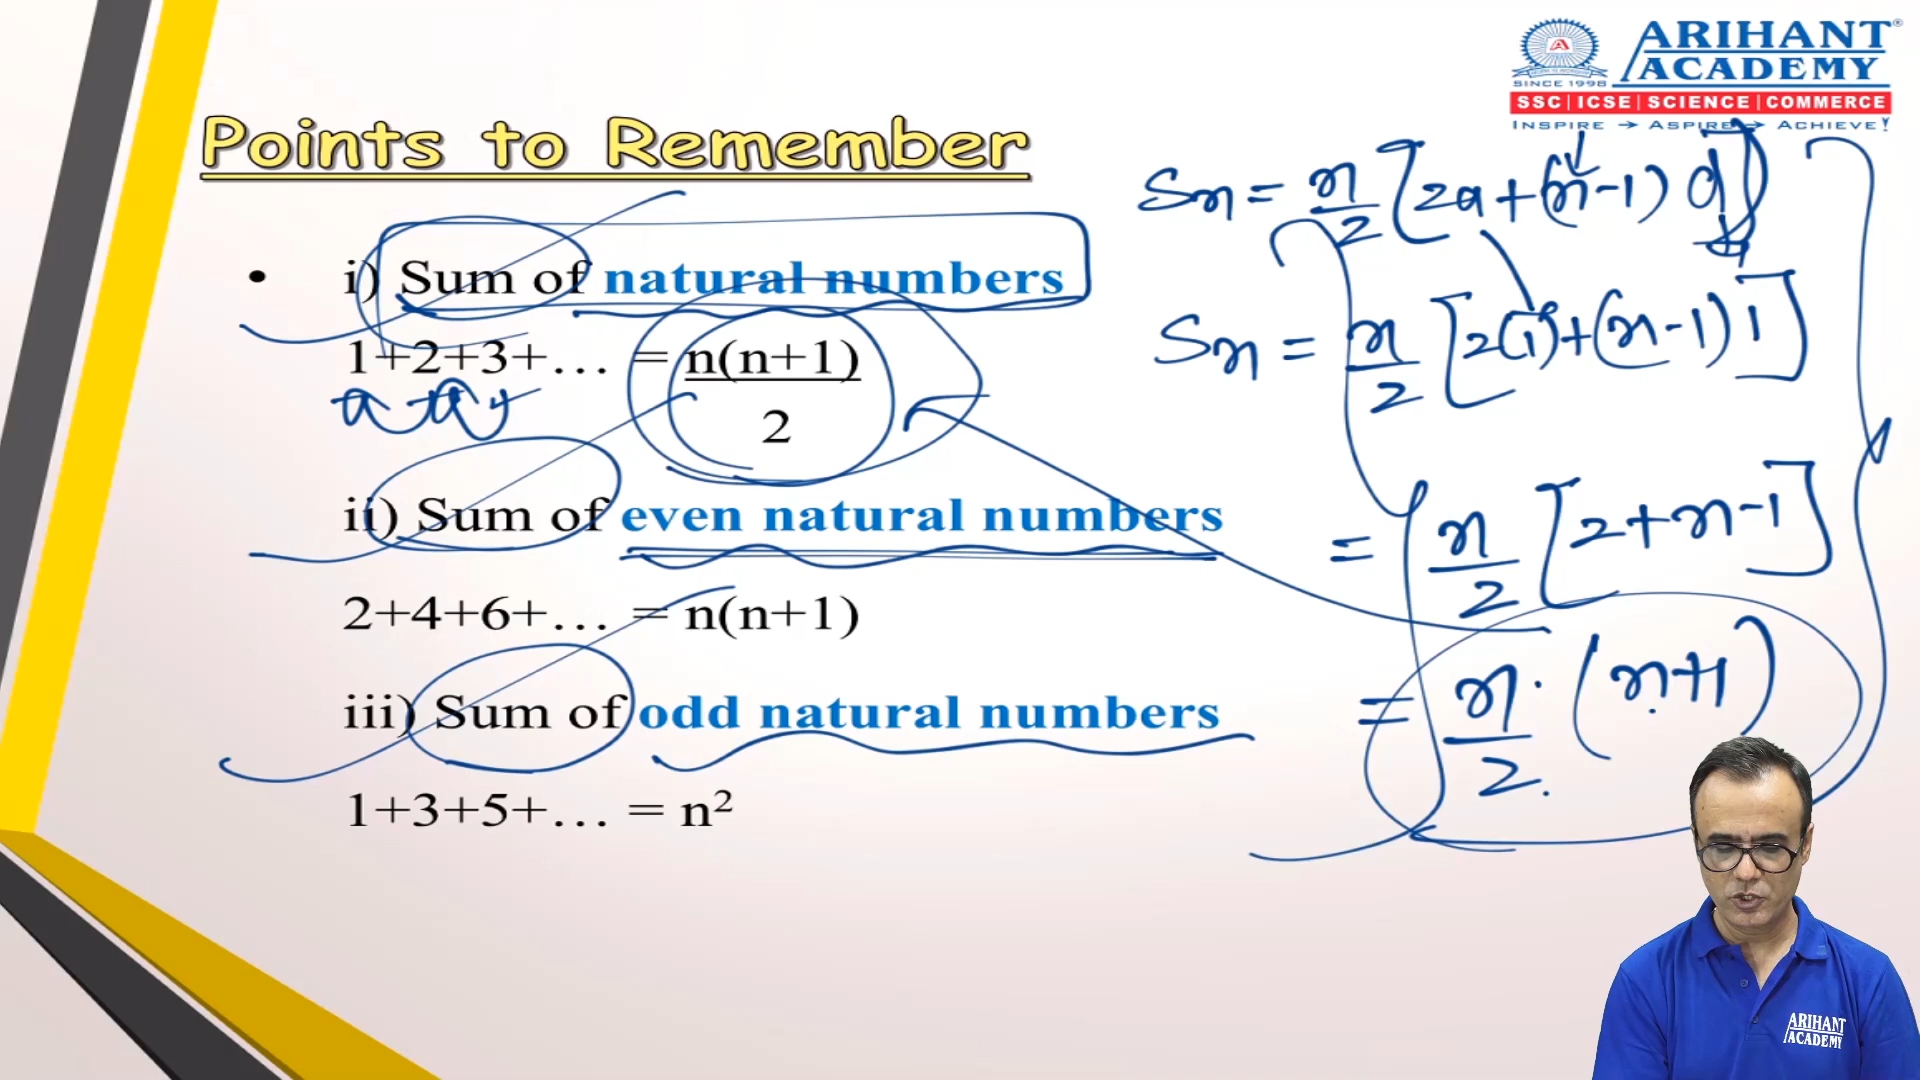 ARIHANT
ACADEMY
SINCE 1998
SSC | ICSE | SCIENCE | COMMERCE
INSPIRE → ASPIRE → ACHIEVE!
Points to Remember
• i) Sum of natural numbers
1+2+3+… = n(n+1)
2
ii) Sum of even natural numbers
2+4+6+… = n(n+1)
iii) Sum of odd natural numbers
1+3+5+… = n²
Sn = n/2 [2a+(n-1) d]
Sn = n/2 [2(1)+(n-1) 1]
= n/2 [2+n-1]
= n/2 · (n+1)
ARIHANT
ACADEMY